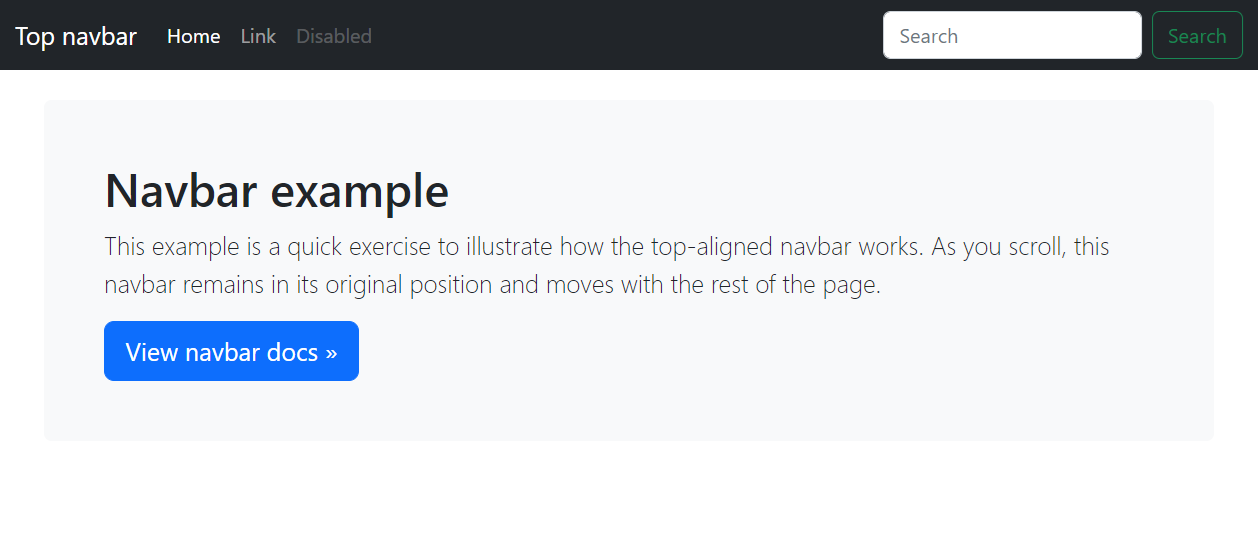 Top navbar Home Link Disabled Search Search
Navbar example
This example is a quick exercise to illustrate how the top-aligned navbar works. As you scroll, this
navbar remains in its original position and moves with the rest of the page.
View navbar docs »